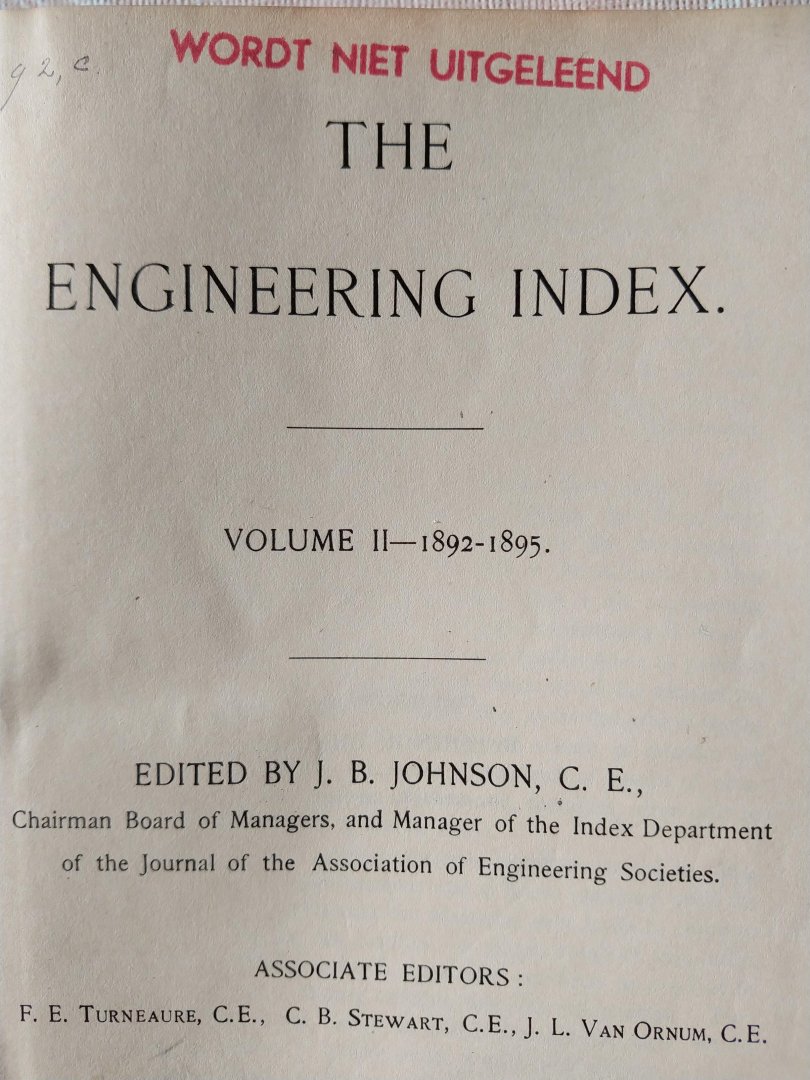 WORDT NIET UITGELEEND
92, c.
THE
ENGINEERING INDEX.
VOLUME II—1892-1895.
EDITED BY J. B. JOHNSON, C. E.,
Chairman Board of Managers, and Manager of the Index Department
of the Journal of the Association of Engineering Societies.
ASSOCIATE EDITORS:
F. E. TURNEAURE, C.E., C. B. STEWART, C.E., J. L. VAN ORNUM, C.E.